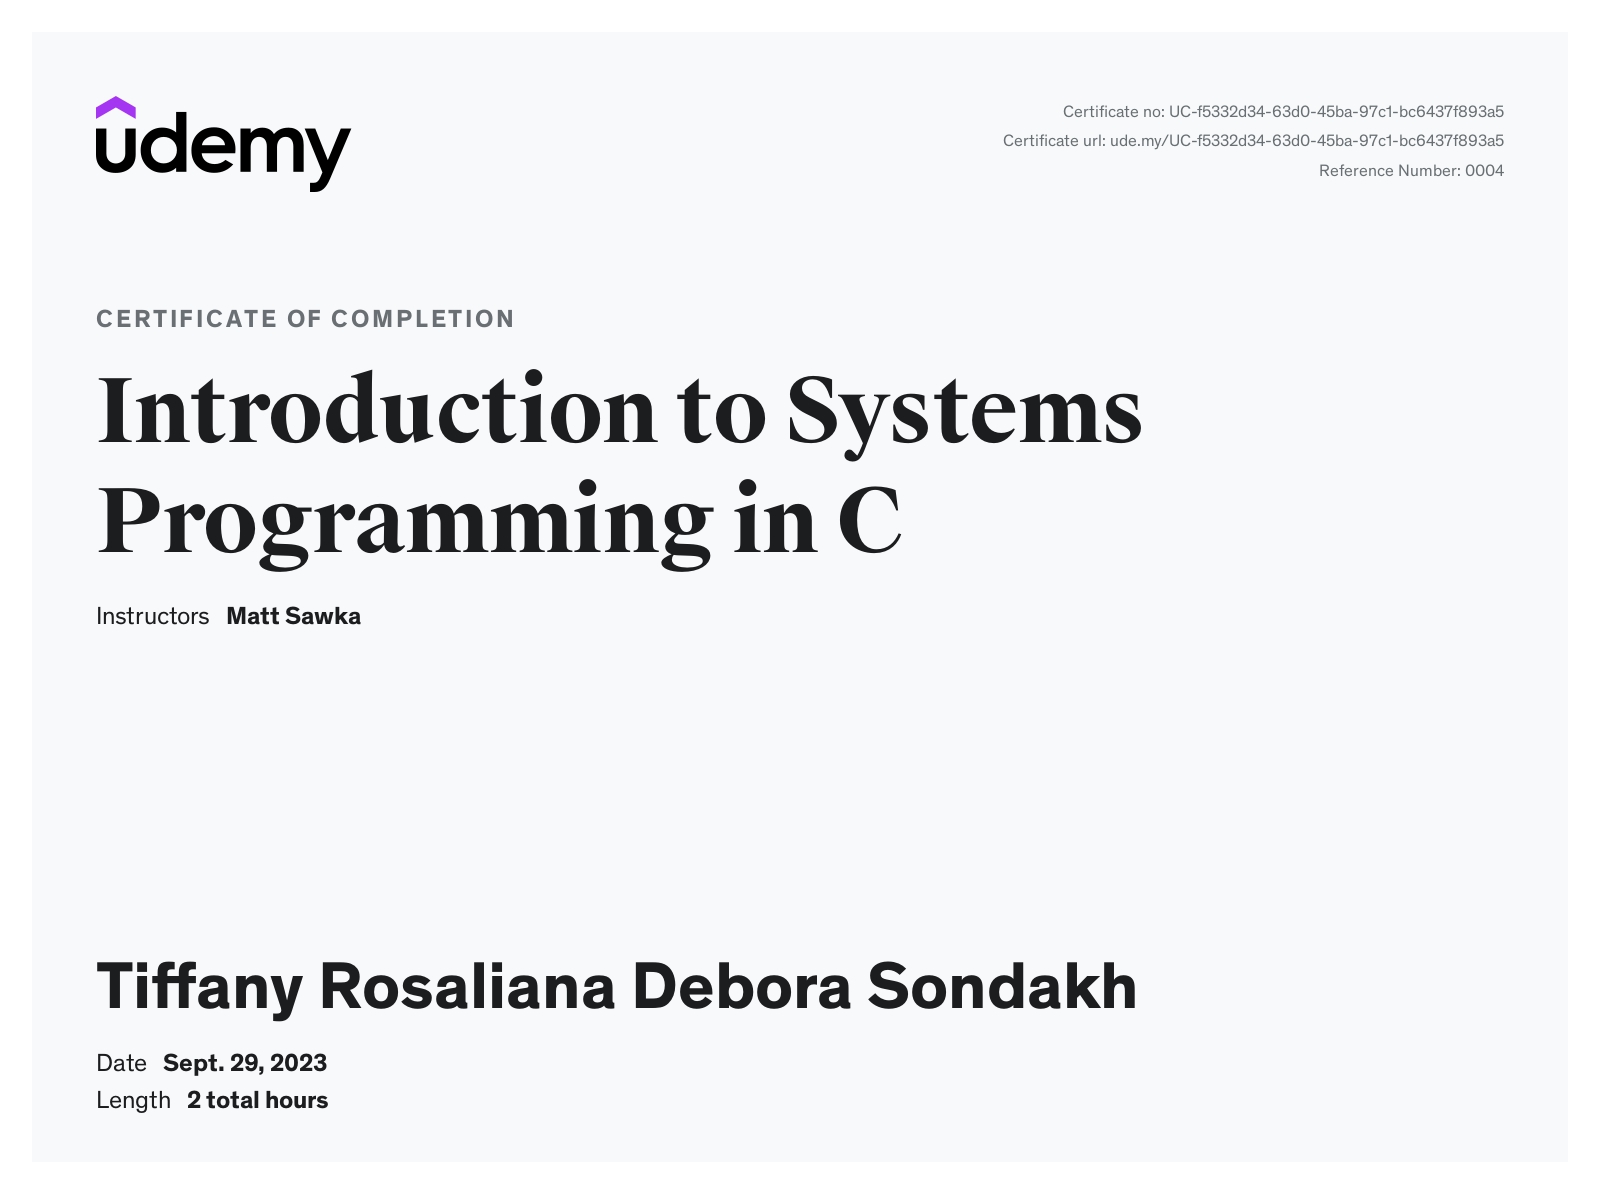 udemy
Certificate no: UC-f5332d34-63d0-45ba-97c1-bc6437f893a5
Certificate url: ude.my/UC-f5332d34-63d0-45ba-97c1-bc6437f893a5
Reference Number: 0004
CERTIFICATE OF COMPLETION
Introduction to Systems
Programming in C
Instructors Matt Sawka
Tiffany Rosaliana Debora Sondakh
Date Sept. 29, 2023
Length 2 total hours